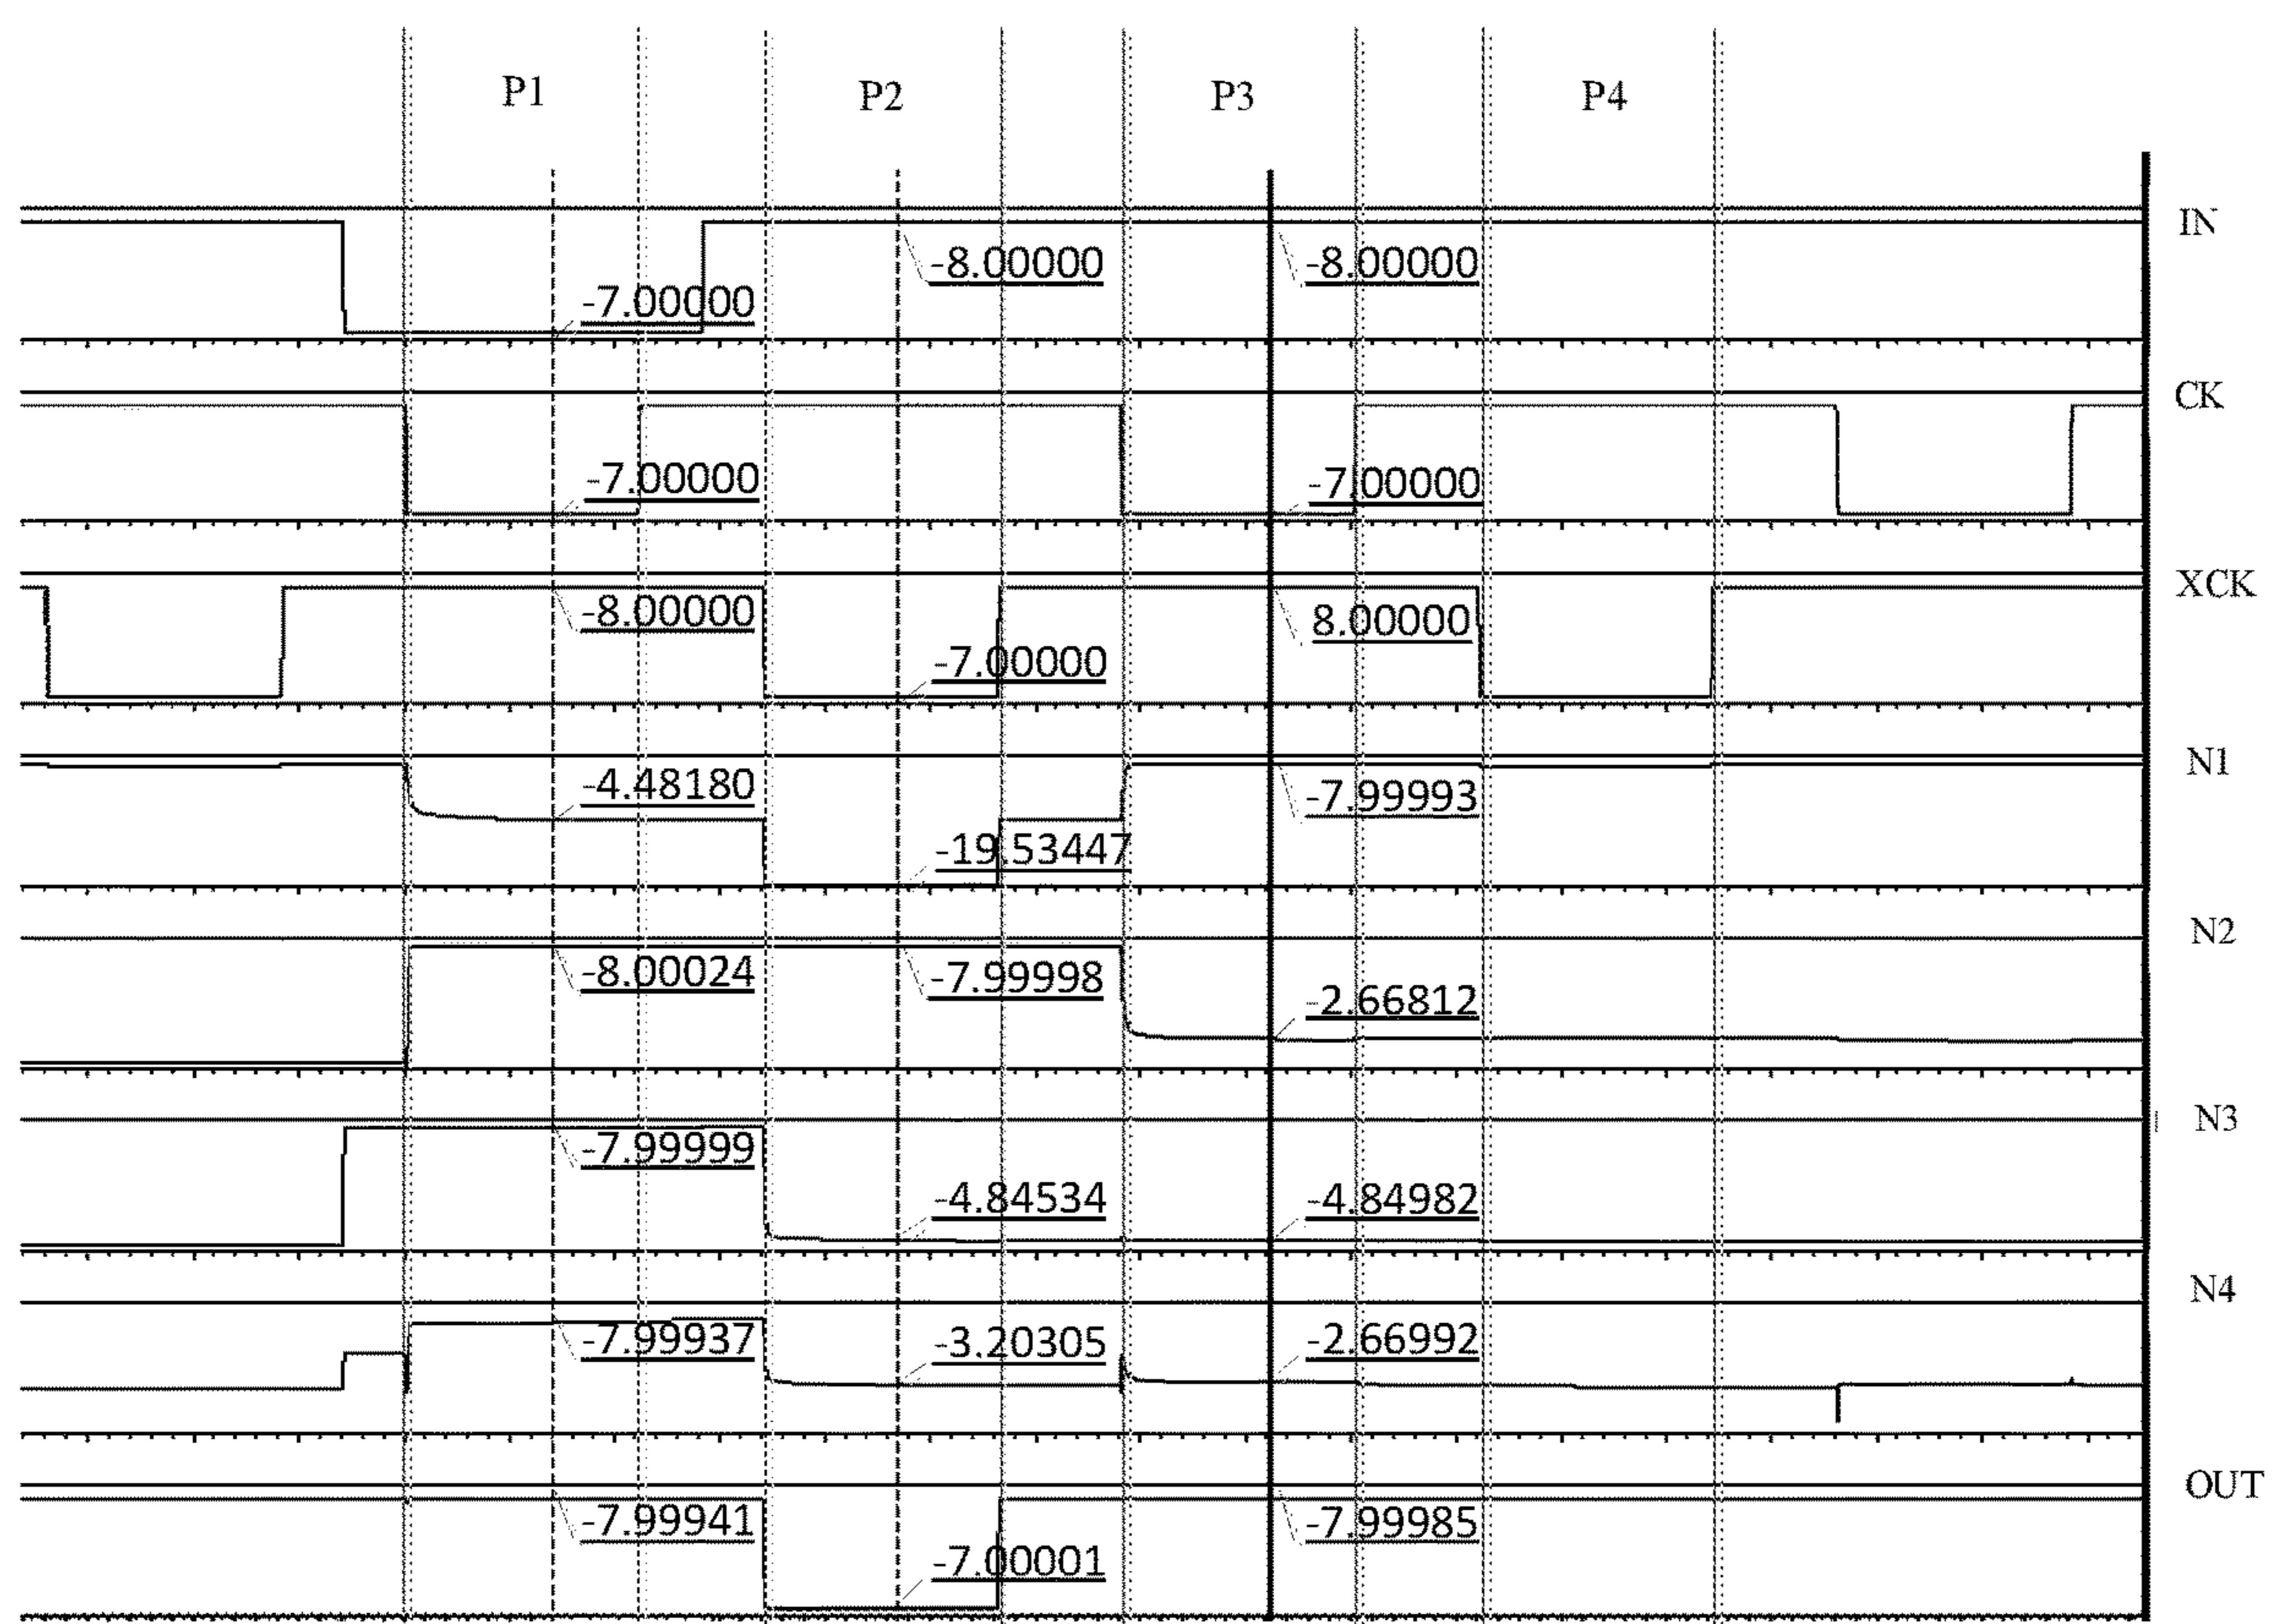 P1 P2 P3 P4
IN
-8.00000 -8.00000
-7.00000
CK
-7.00000 -7.00000
XCK
-8.00000 8.00000
-7.00000
N1
-4.48180 -7.99993
-19.53447
N2
-8.00024 -7.99998
-2.66812
N3
-7.99999
-4.84534 -4.84982
N4
-7.99937 -3.20305 -2.66992
OUT
-7.99941 -7.99985
-7.00001